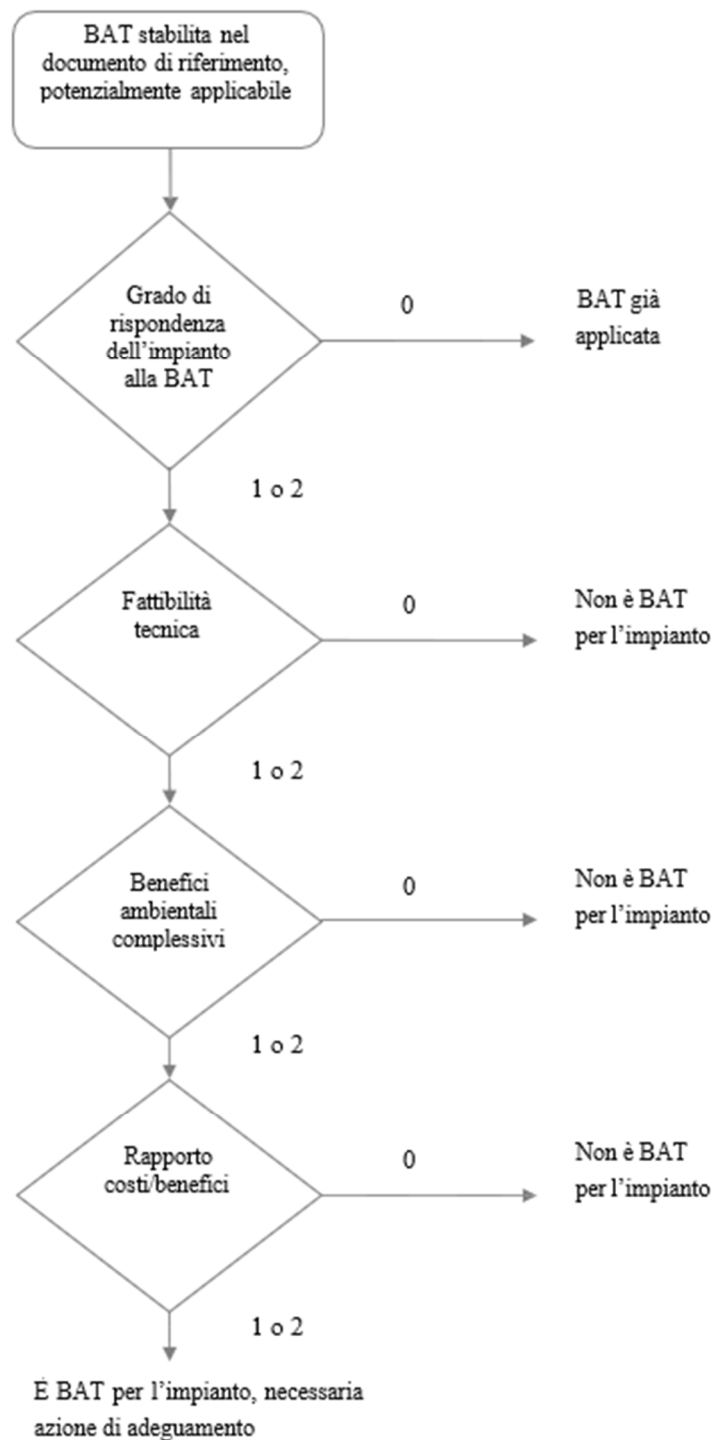 BAT stabilita nel
documento di riferimento,
potenzialmente applicabile
Grado di
rispondenza
dell'impianto
alla BAT
0
BAT già
applicata
1 o 2
Fattibilità
tecnica
0
Non è BAT
per l'impianto
1 o 2
Benefici
ambientali
complessivi
0
Non è BAT
per l'impianto
1 o 2
Rapporto
costi/benefici
0
Non è BAT
per l'impianto
1 o 2
É BAT per l'impianto, necessaria
azione di adeguamento